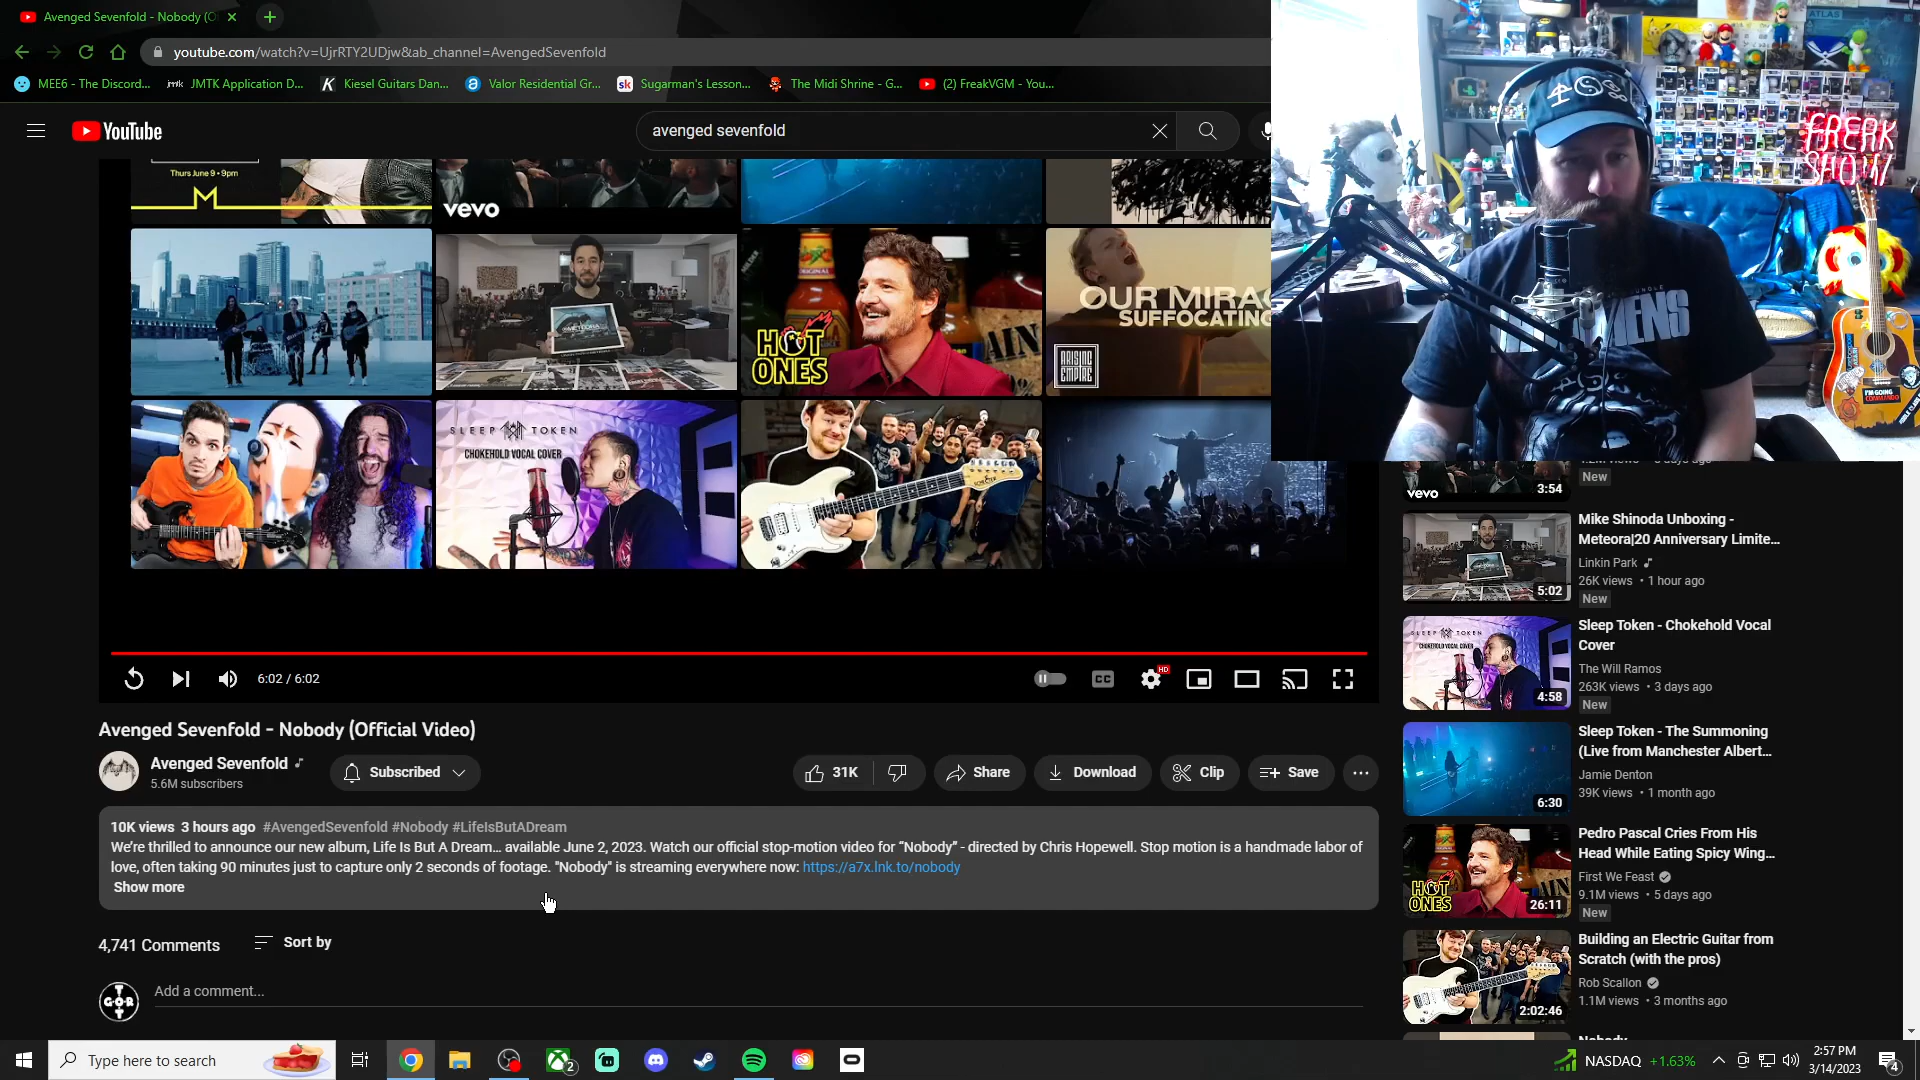 Avenged Sevenfold - Nobody (O
youtube.com/watch?v=UjrRTY2UDjw&ab_channel=AvengedSevenfold
MEE6 - The Discord...
JMTK Application D...
Kiesel Guitars Dan...
Valor Residential Gr...
Sugarman's Lesson...
The Midi Shrine - G...
(2) FreakVGM - You...
YouTube
avenged sevenfold
Thurs June 9 • 9pm
vevo
HOT ONES
OUR MIRA
SUFFOCATING
ARISING EMPIRE
SLEEP TOKEN
CHOKEHOLD VOCAL COVER
FREAK
SHOW
6:02 / 6:02
CC
HD
Avenged Sevenfold - Nobody (Official Video)
Avenged Sevenfold
5.6M subscribers
Subscribed
31K
Share
Download
Clip
Save
10K views 3 hours ago #AvengedSevenfold #Nobody #LifeIsButADream
We're thrilled to announce our new album, Life Is But A Dream... available June 2, 2023. Watch our official stop-motion video for “Nobody” - directed by Chris Hopewell. Stop motion is a handmade labor of
love, often taking 90 minutes just to capture only 2 seconds of footage. "Nobody" is streaming everywhere now: https://a7x.lnk.to/nobody
Show more
4,741 Comments
Sort by
Add a comment...
vevo
3:54
New
Mike Shinoda Unboxing -
Meteora|20 Anniversary Limite...
Linkin Park
26K views • 1 hour ago
New
5:02
Sleep Token - Chokehold Vocal
Cover
The Will Ramos
263K views • 3 days ago
New
4:58
Sleep Token - The Summoning
(Live from Manchester Albert...
Jamie Denton
39K views • 1 month ago
6:30
Pedro Pascal Cries From His
Head While Eating Spicy Wing...
First We Feast
9.1M views • 5 days ago
New
26:11
Building an Electric Guitar from
Scratch (with the pros)
Rob Scallon
1.1M views • 3 months ago
2:02:46
Type here to search
NASDAQ +1.63%
2:57 PM
3/14/2023